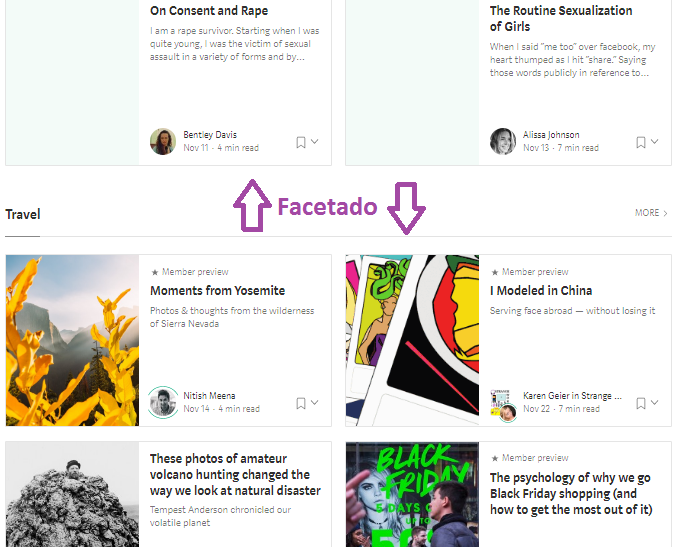 On Consent and Rape
I am a rape survivor. Starting when I was
quite young, I was the victim of sexual
assault in a variety of forms and by...
Bentley Davis
Nov 11 · 4 min read
The Routine Sexualization
of Girls
When I said “me too” over facebook, my
heart thumped as I hit “share.” Saying
those words publicly in reference to...
Alissa Johnson
Nov 13 · 7 min read
Facetado
Travel
MORE
Member preview
Moments from Yosemite
Photos & thoughts from the wilderness
of Sierra Nevada
Nitish Meena
Nov 14 · 4 min read
Member preview
I Modeled in China
Serving face abroad — without losing it
Karen Geier in Strange ...
Nov 22 · 7 min read
These photos of amateur
volcano hunting changed the
way we look at natural disaster
Tempest Anderson chronicled our
volatile planet
BLACK
FRIDAY
5 DAYS O
UP TO
Member preview
The psychology of why we go
Black Friday shopping (and
how to get the most out of it)